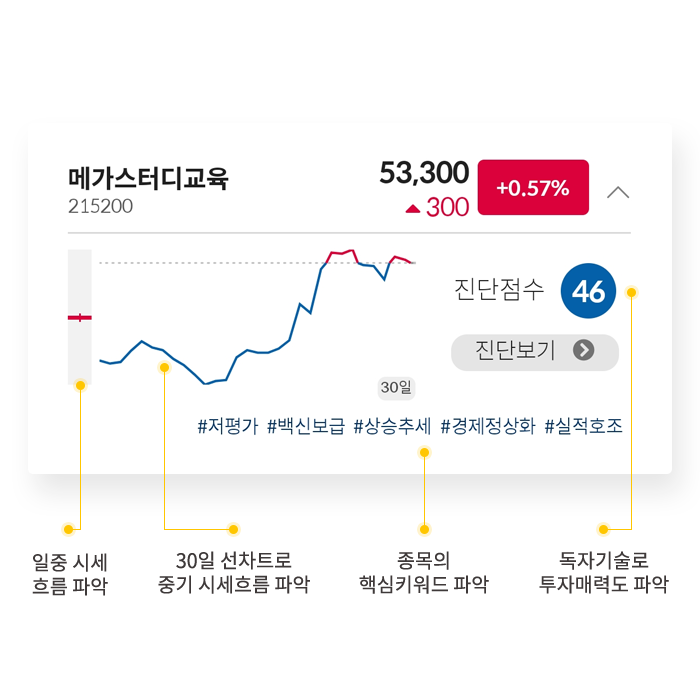 메가스터디교육
215200
53,300
300
+0.57%
진단점수
46
진단보기
30일
#저평가 #백신보급 #상승추세 #경제정상화 #실적호조
일중 시세
흐름 파악
30일 선차트로
중기 시세흐름 파악
종목의
핵심키워드 파악
독자기술로
투자매력도 파악